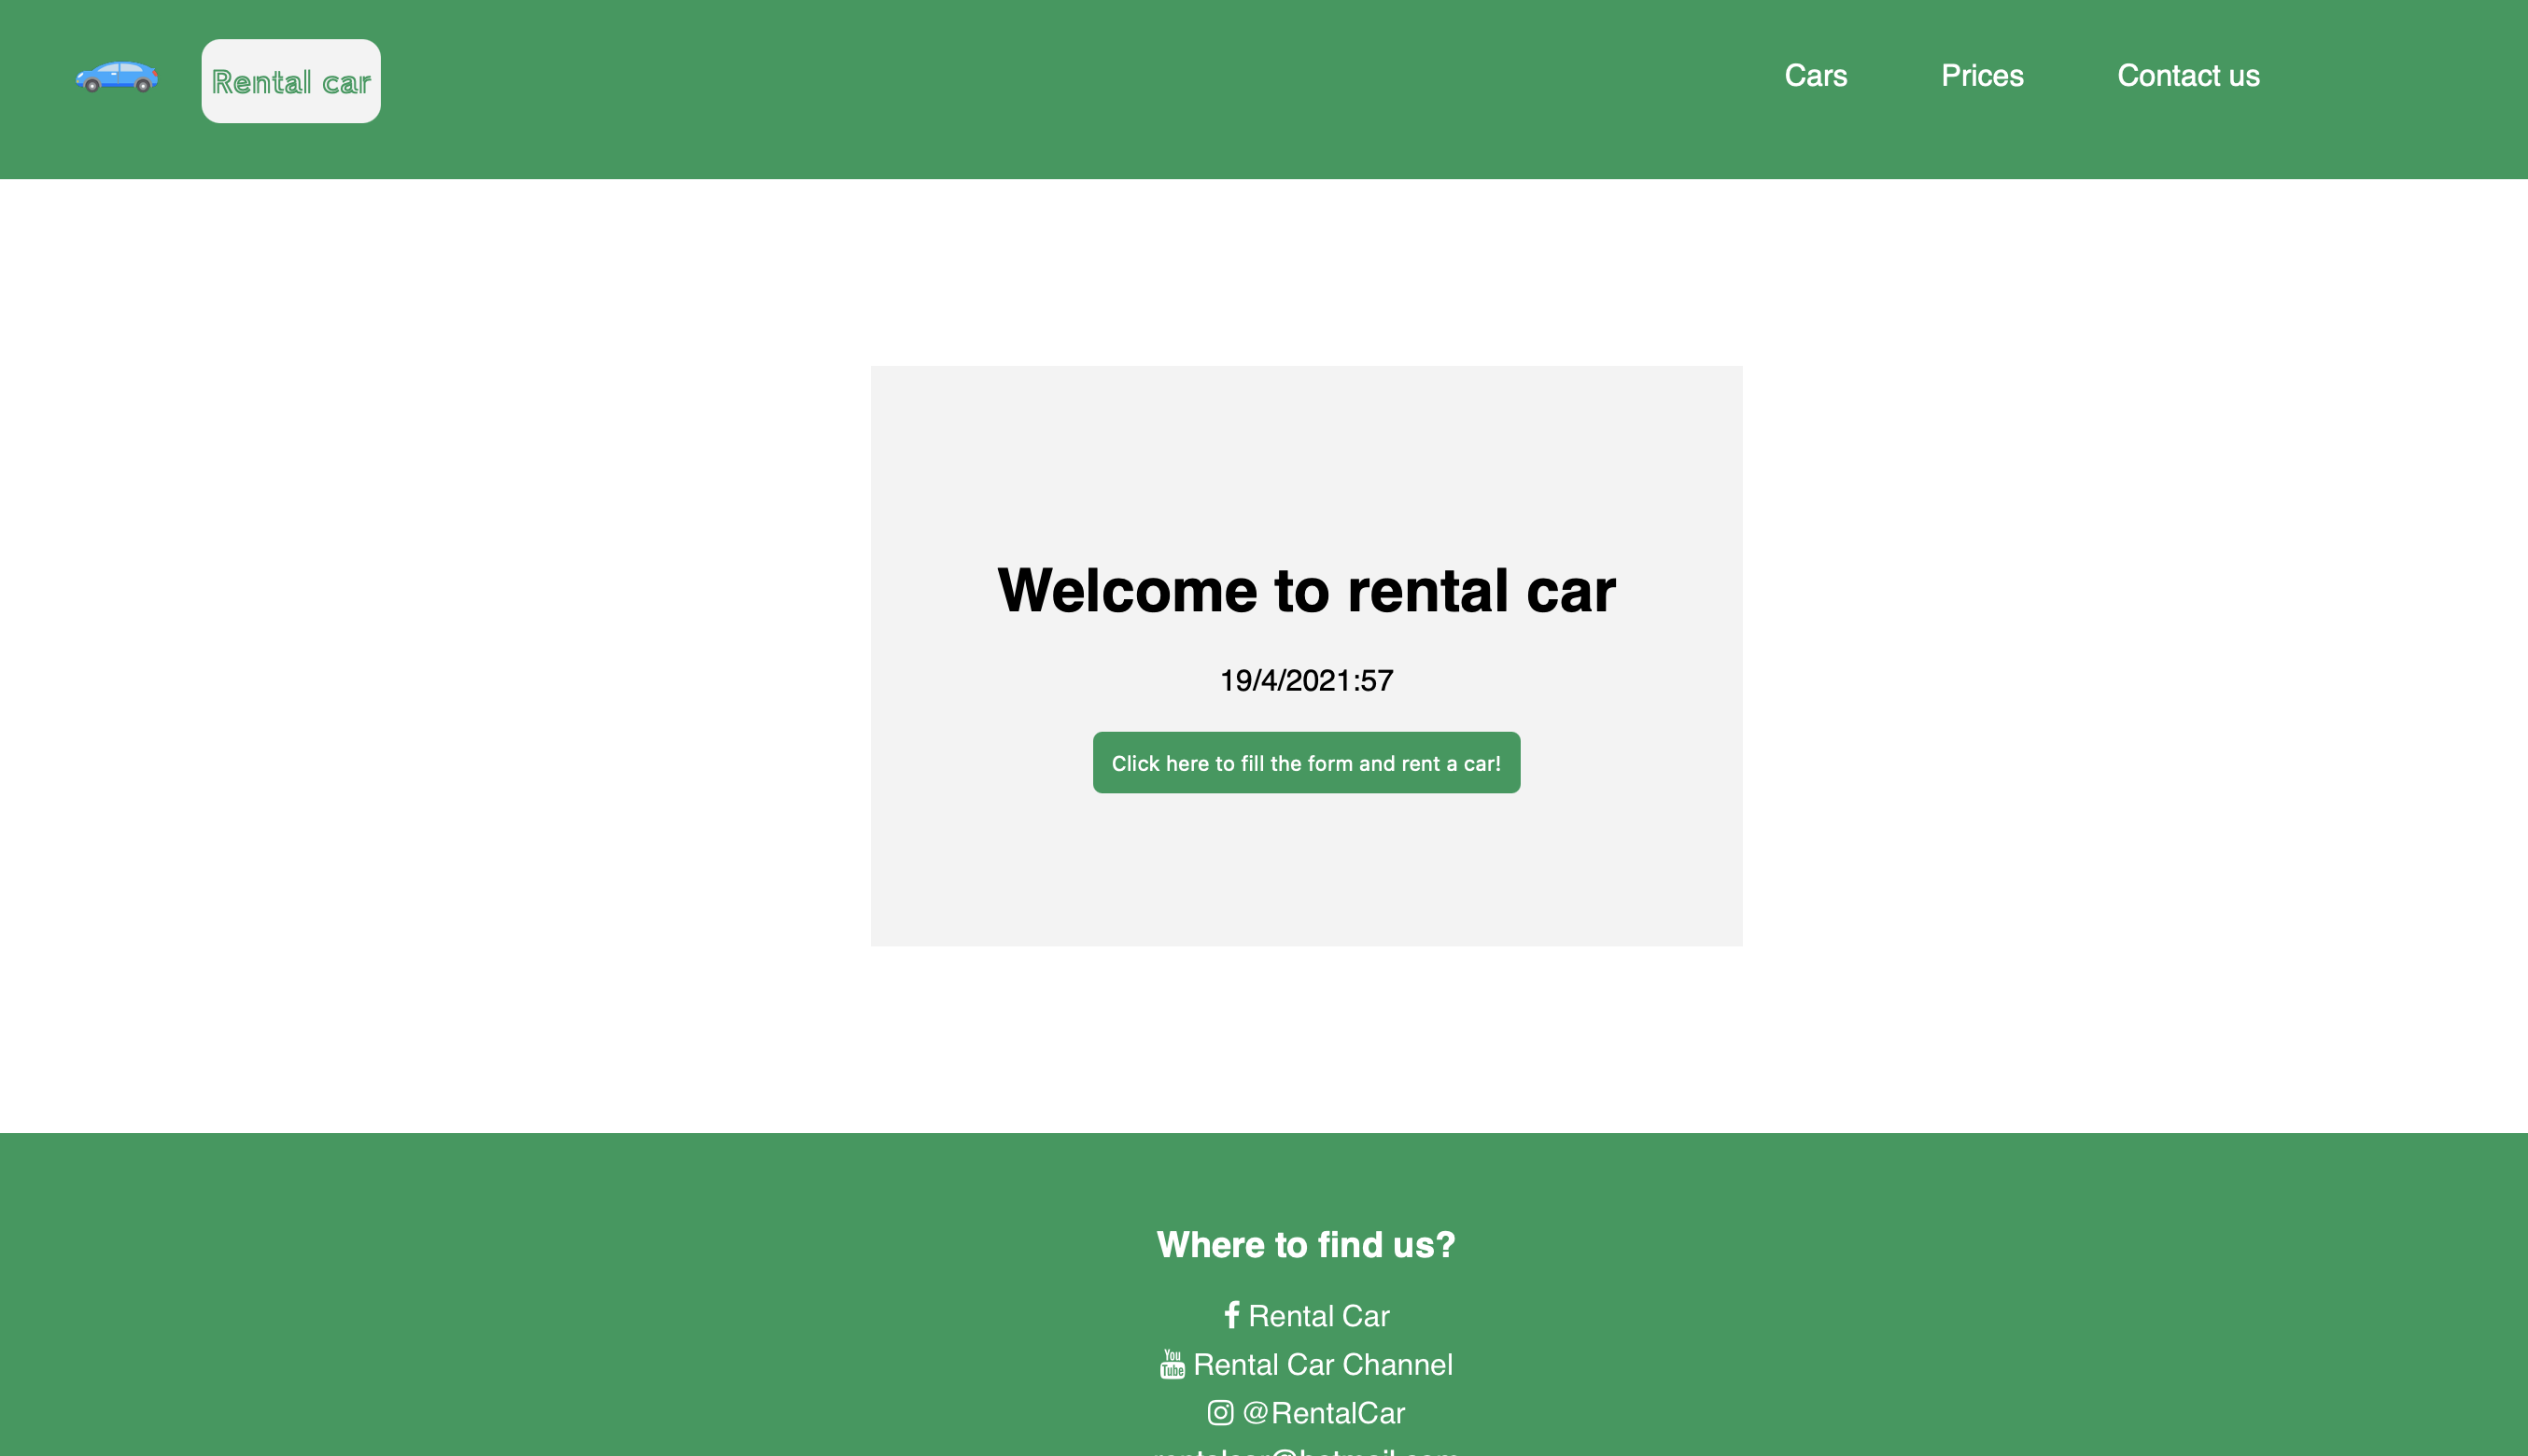 Rental car
Cars
Prices
Contact us
Welcome to rental car
19/4/2021:57
Click here to fill the form and rent a car!
Where to find us?
Rental Car
You
Tube
Rental Car Channel
@RentalCar